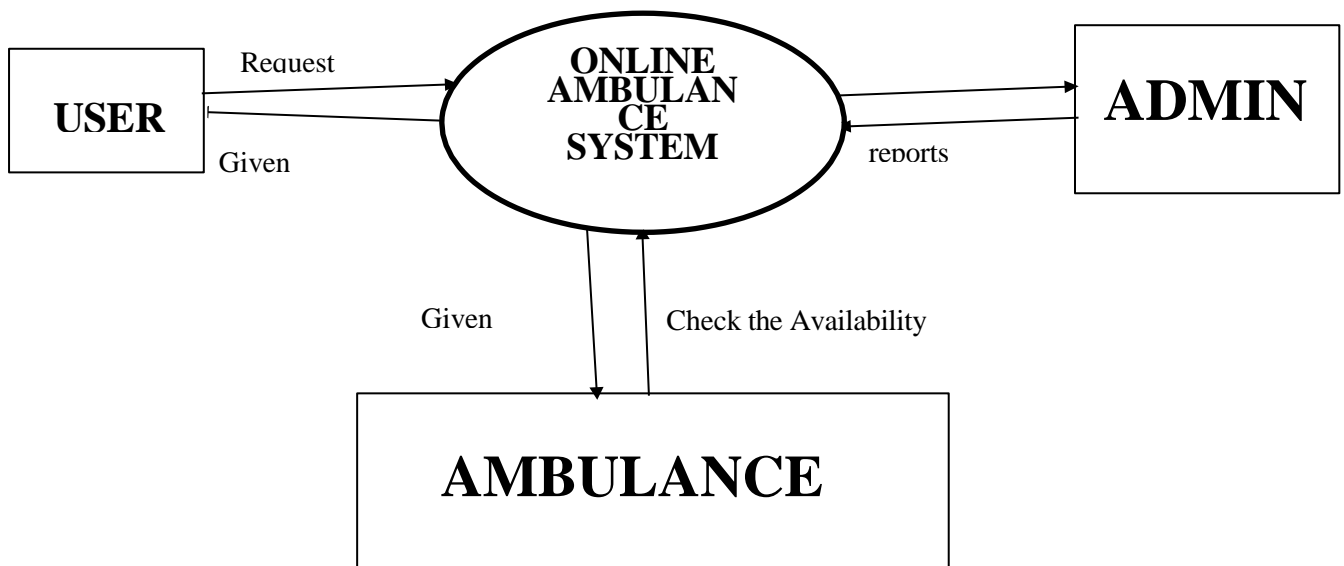 USER
Request
Given
ONLINE
AMBULAN
CE
SYSTEM
reports
ADMIN
Given
Check the Availability
AMBULANCE